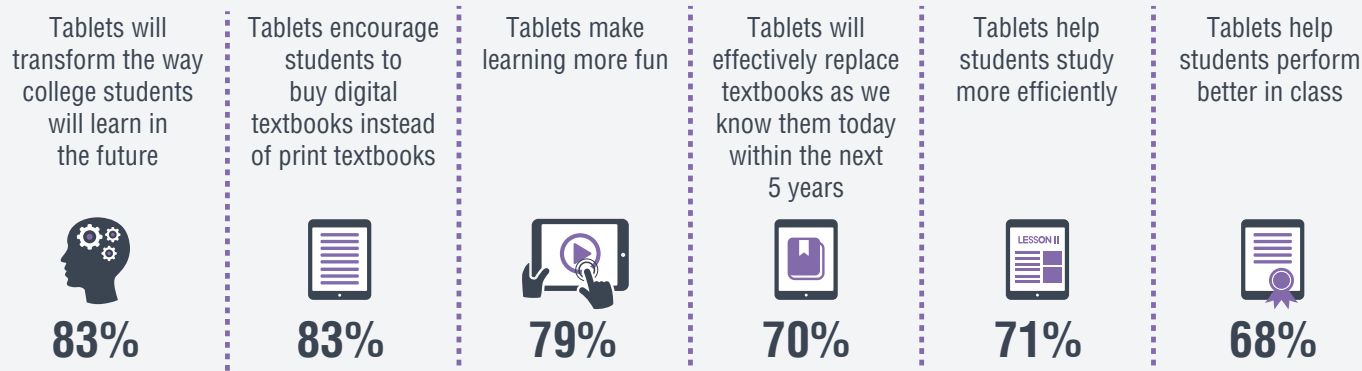 Tablets will
transform the way
college students
will learn in
the future
83%
Tablets encourage
students to
buy digital
textbooks instead
of print textbooks
83%
Tablets make
learning more fun
79%
Tablets will
effectively replace
textbooks as we
know them today
within the next
5 years
70%
Tablets help
students study
more efficiently
LESSON II
71%
Tablets help
students perform
better in class
68%